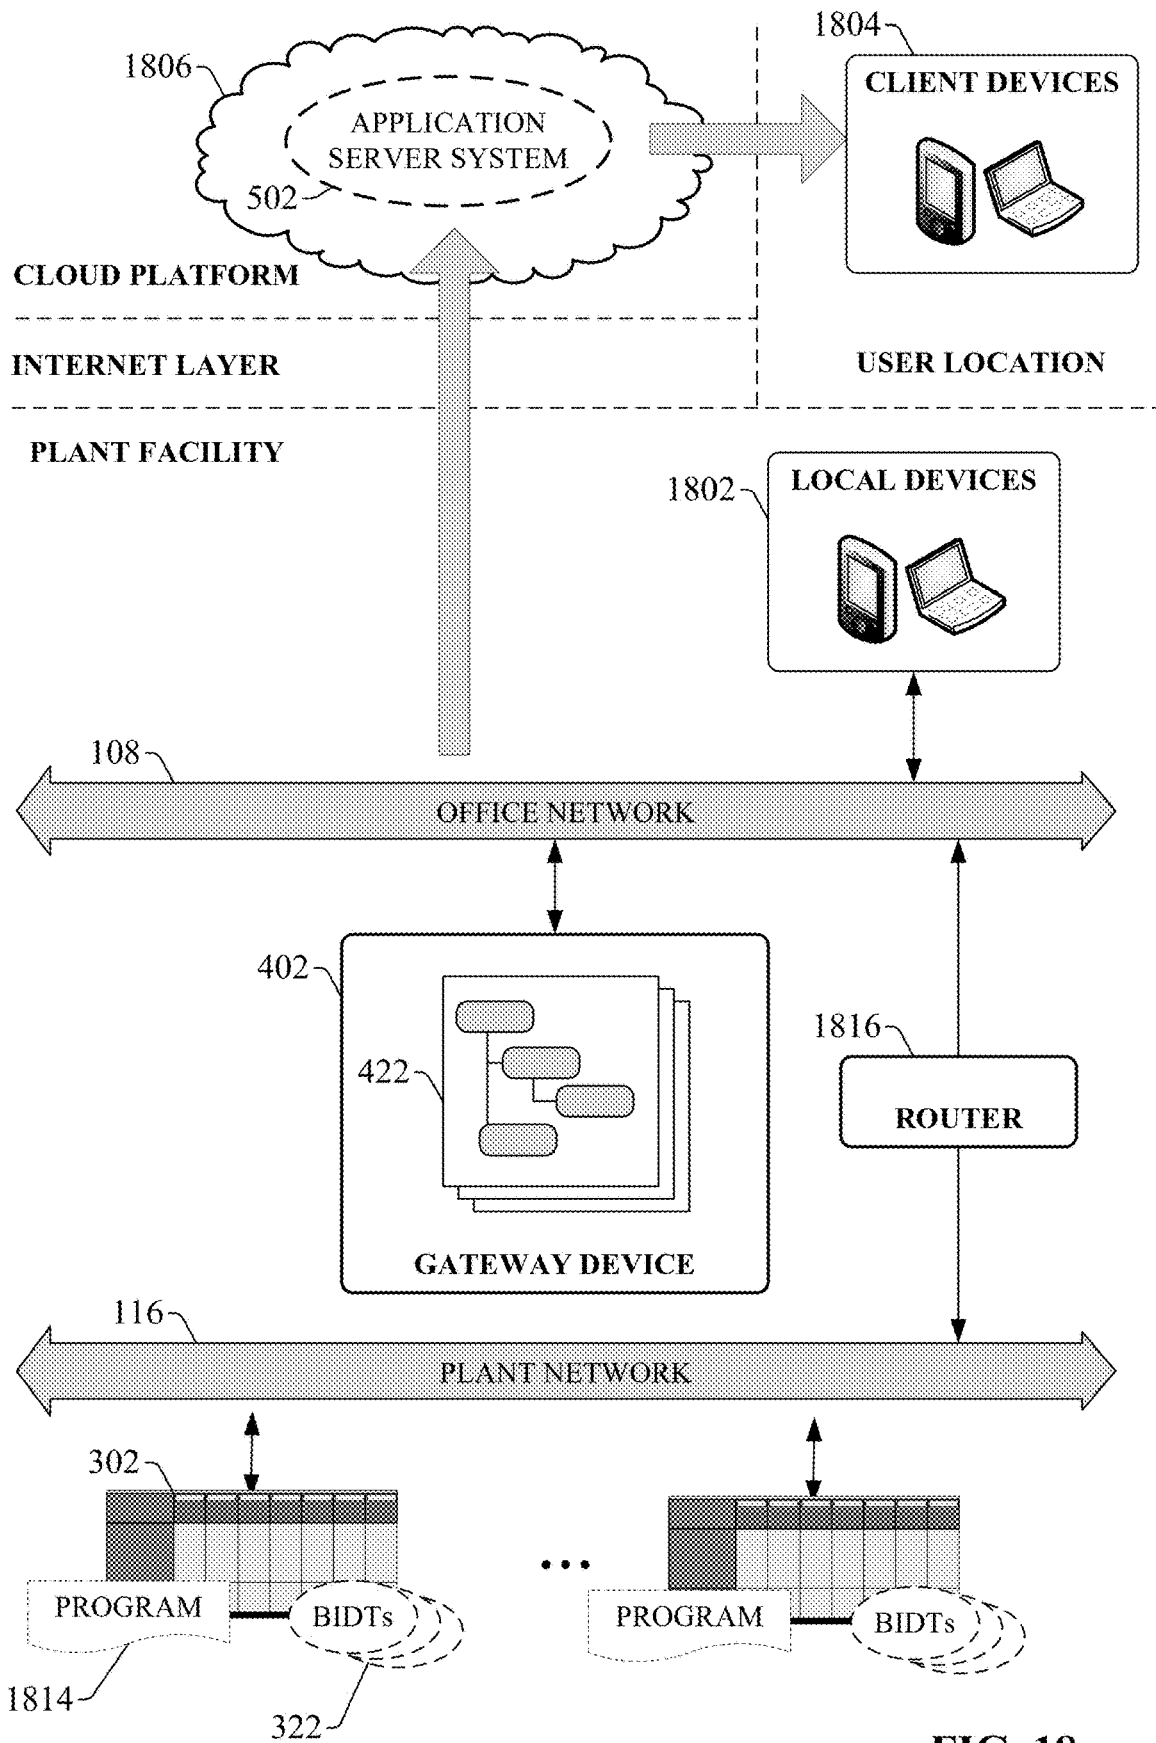 1804
1806
CLIENT DEVICES
APPLICATION
SERVER SYSTEM
502
CLOUD PLATFORM
INTERNET LAYER
USER LOCATION
PLANT FACILITY
LOCAL DEVICES
1802
108
OFFICE NETWORK
402
1816
422
ROUTER
GATEWAY DEVICE
116
PLANT NETWORK
302
PROGRAM
BIDTs
PROGRAM
BIDTs
1814
322